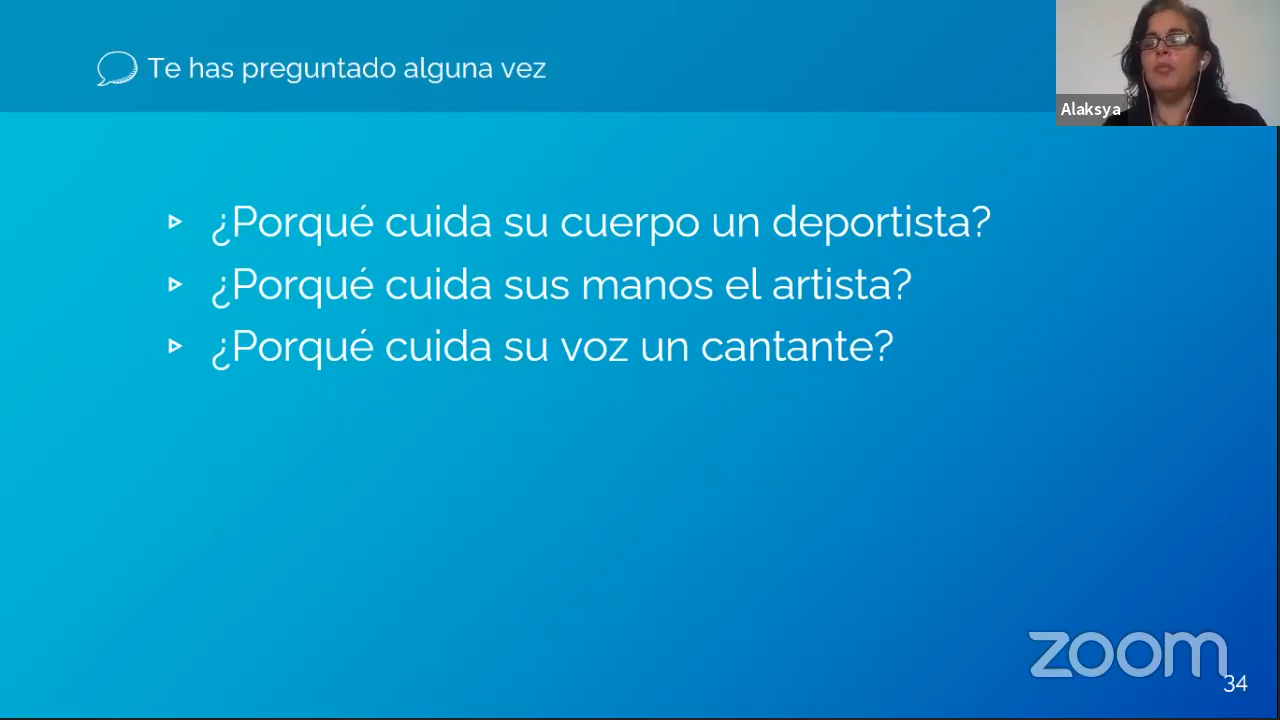 Te has preguntado alguna vez
Alaksya
¿Porqué cuida su cuerpo un deportista?
¿Porqué cuida sus manos el artista?
¿Porqué cuida su voz un cantante?
zoom
34